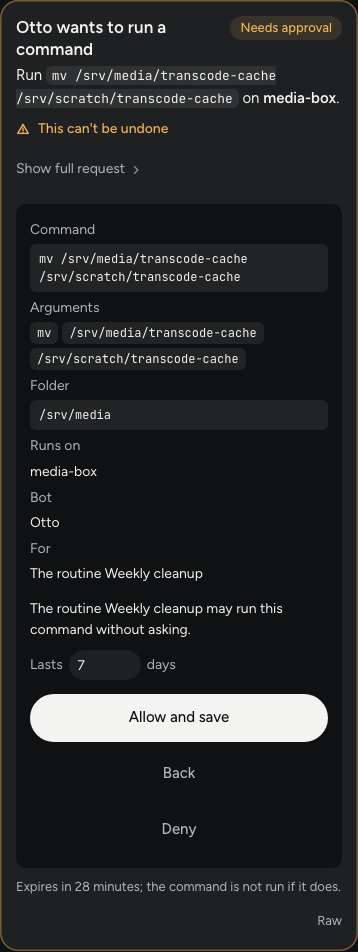 Otto wants to run a
command
Needs approval
Run mv /srv/media/transcode-cache
/srv/scratch/transcode-cache on media-box.
This can't be undone
Show full request
Command
mv /srv/media/transcode-cache
/srv/scratch/transcode-cache
Arguments
mv /srv/media/transcode-cache
/srv/scratch/transcode-cache
Folder
/srv/media
Runs on
media-box
Bot
Otto
For
The routine Weekly cleanup
The routine Weekly cleanup may run this
command without asking.
Lasts 7 days
Allow and save
Back
Deny
Expires in 28 minutes; the command is not run if it does.
Raw